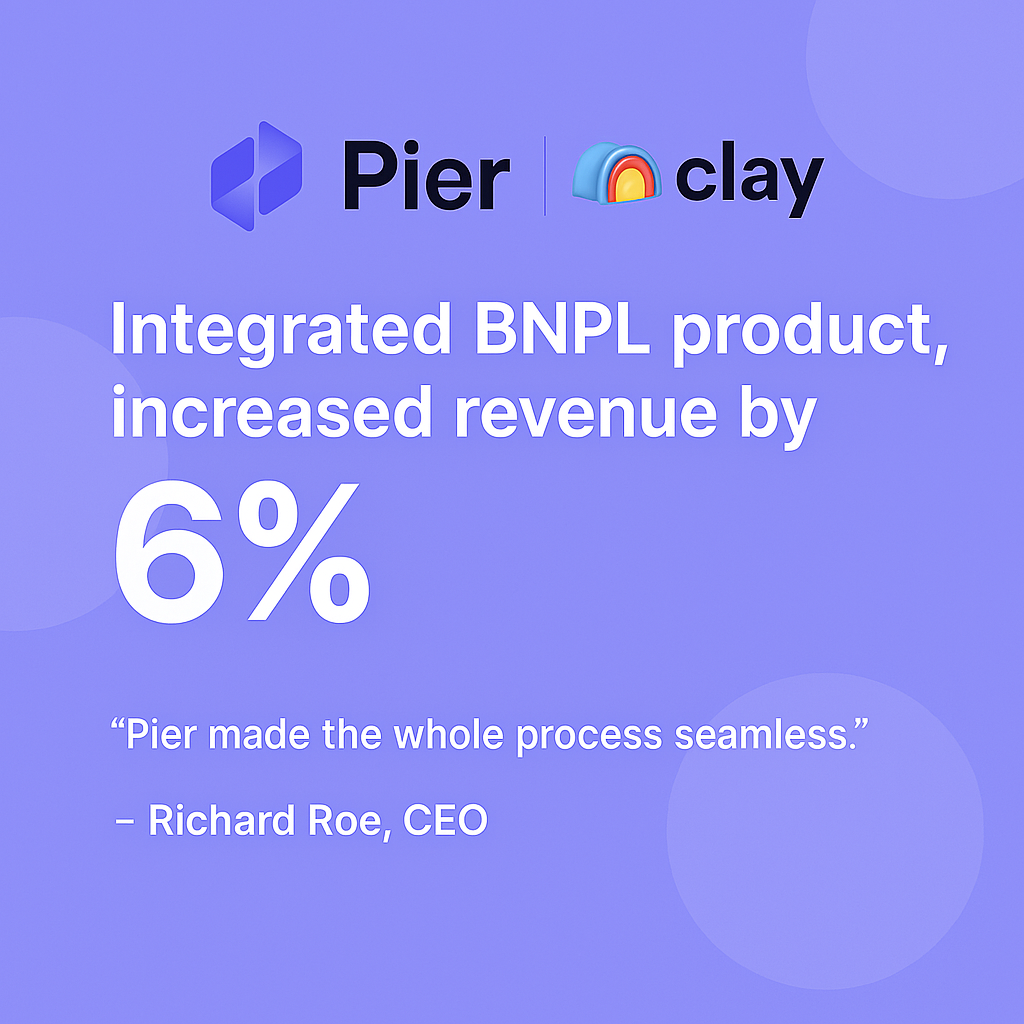 Pier | clay
Integrated BNPL product,
increased revenue by
6%
“Pier made the whole process seamless.”
– Richard Roe, CEO